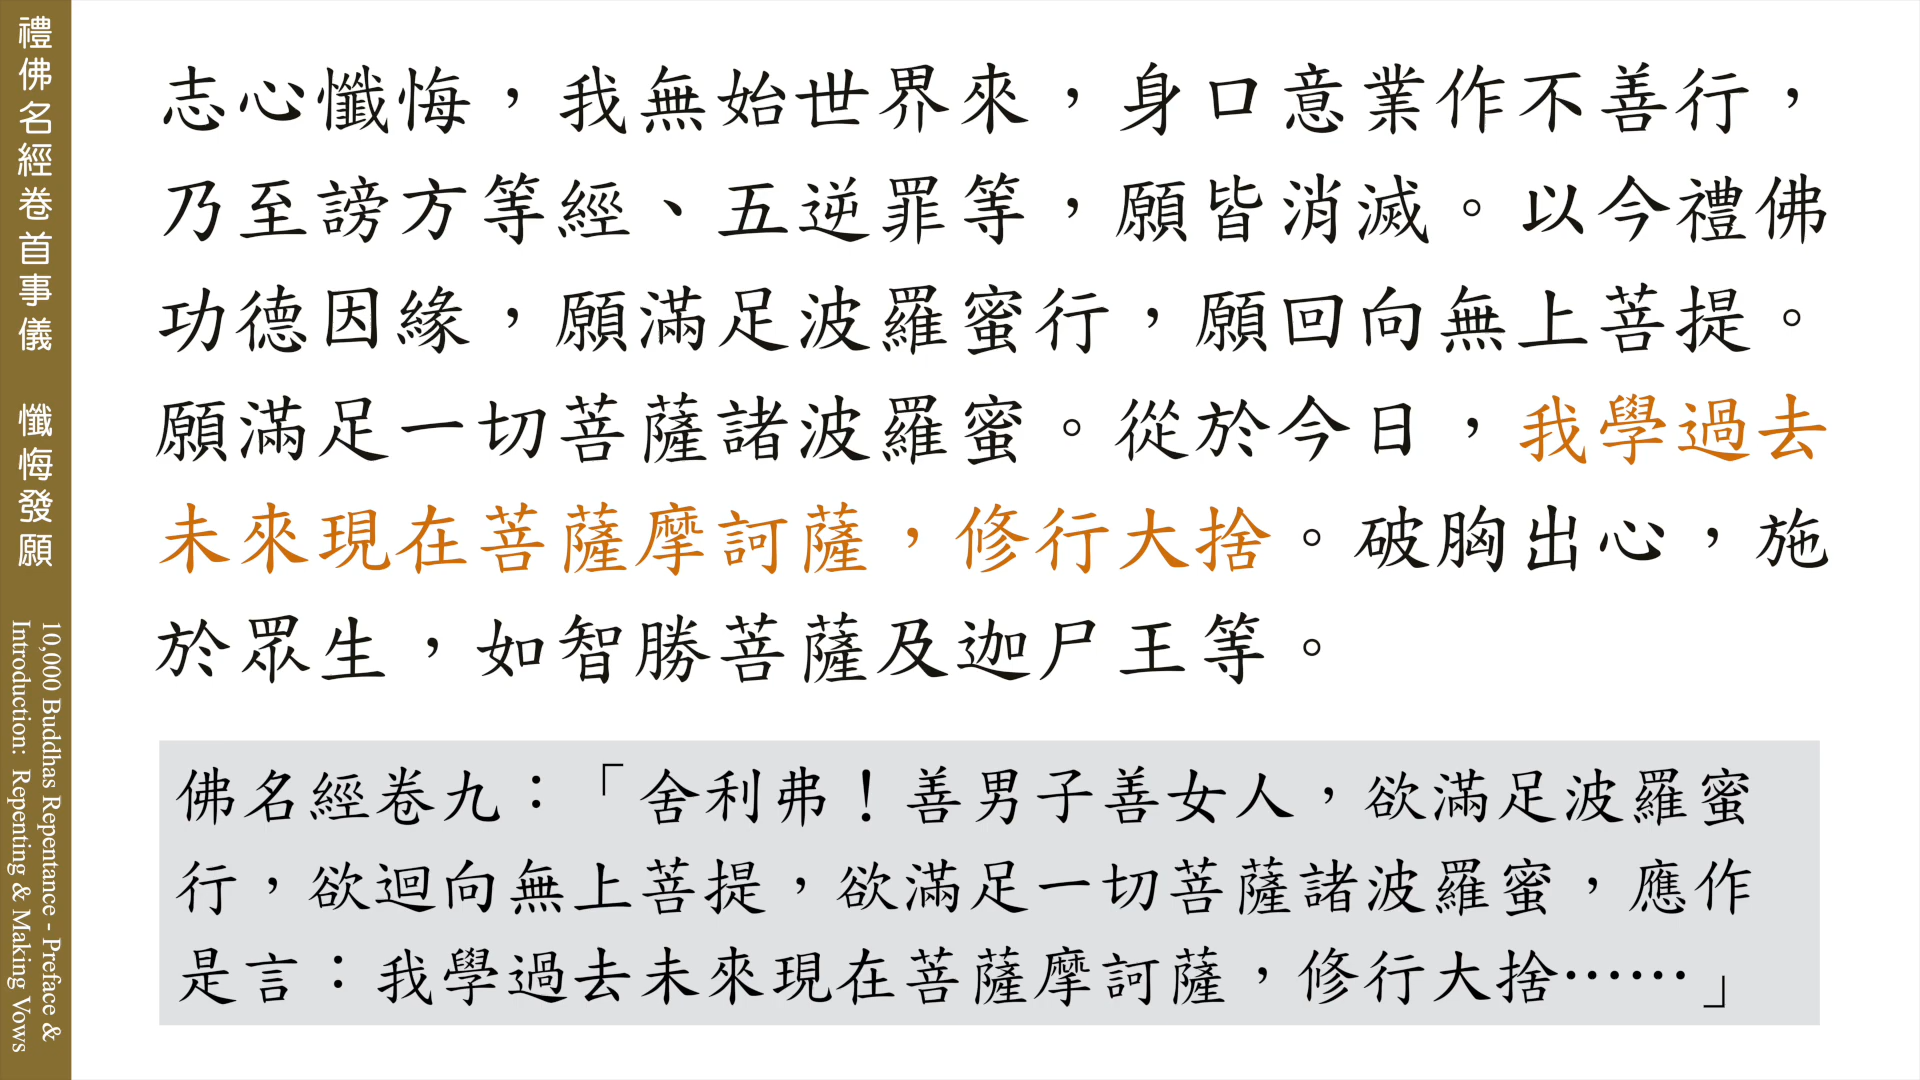 禮佛名經卷首事儀　懺悔發願
10,000 Buddhas Repentance - Preface &
Introduction: Repenting & Making Vows
志心懺悔，我無始世界來，身口意業作不善行，
乃至謗方等經、五逆罪等，願皆消滅。以今禮佛
功德因緣，願滿足波羅蜜行，願回向無上菩提。
願滿足一切菩薩諸波羅蜜。從於今日，我學過去
未來現在菩薩摩訶薩，修行大捨。破胸出心，施
於眾生，如智勝菩薩及迦尸王等。
佛名經卷九：「舍利弗！善男子善女人，欲滿足波羅蜜
行，欲迴向無上菩提，欲滿足一切菩薩諸波羅蜜，應作
是言：我學過去未來現在菩薩摩訶薩，修行大捨……」